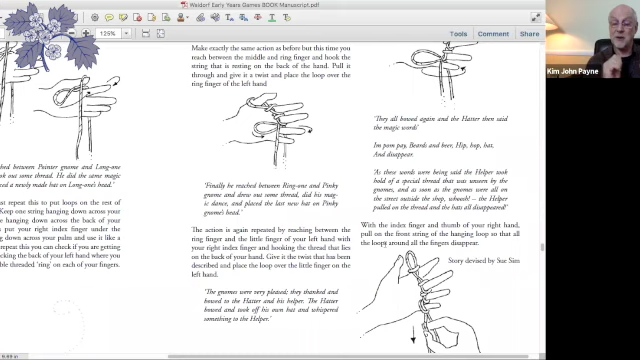 Waldorf Early Years Games BOOK Manuscript.pdf
125%
Tools
Comment
Share
Kim John Payne
ched between Pointer gnome and Long-one
ook out some thread. He did the same magic
ced a newly made hat on Long-one's head.'
ust repeat this to put loops on the rest of
Keep one string hanging down across your
e hanging down across the back of your
put your right index finger under the
ng down across your palm and use it like a
repeat this you can check if you are getting
cking the back of your left hand where you
ble threaded 'ring' on each of your fingers.
Make exactly the same action as before but this time you
reach between the middle and ring finger and hook the
string that is resting on the back of the hand. Pull it
through and give it a twist and place the loop over the
ring finger of the left hand
'Finally he reached between Ring-one and Pinky
gnome and drew out some thread, did his mag-
ic dance, and placed the last new hat on Pinky
gnome's head.'
The action is again repeated by reaching between the
ring finger and the little finger of your left hand with
your right index finger and hooking the thread that lies
on the back of your hand. Give it the twist that has been
described and place the loop over the little finger on the
left hand.
'The gnomes were very pleased; they thanked and
bowed to the Hatter and his helper. The Hatter
bowed and took off his own hat and whispered
something to the Helper.'
'They all bowed again and the Hatter then said
the magic words'
Im pom pay, Beards and beer, Hip, hop, hat,
And disappear.
'As these words were being said the Helper took
hold of a special thread that was unseen by the
gnomes, and as soon as the gnomes were all on
the street outside the shop, whoosh! – the Helper
pulled on the thread and the hats all disappeared!'
With the index finger and thumb of your right hand,
pull on the front string of the hanging loop so that all
the loops around all the fingers disappear.
Story devised by Sue Sim